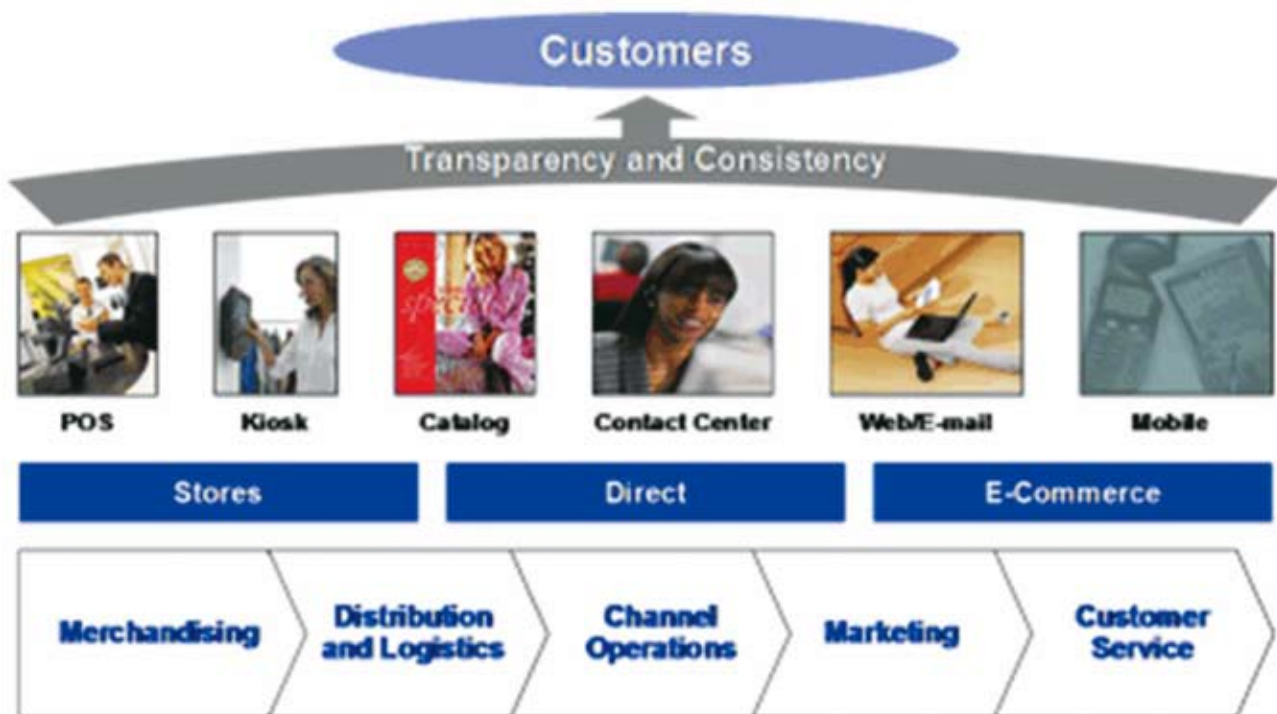 Customers
Transparency and Consistency
POS
Kiosk
Catalog
Contact Center
Web/E-mail
Mobile
Stores
Direct
E-Commerce
Merchandising
Distribution
and Logistics
Channel
Operations
Marketing
Customer
Service